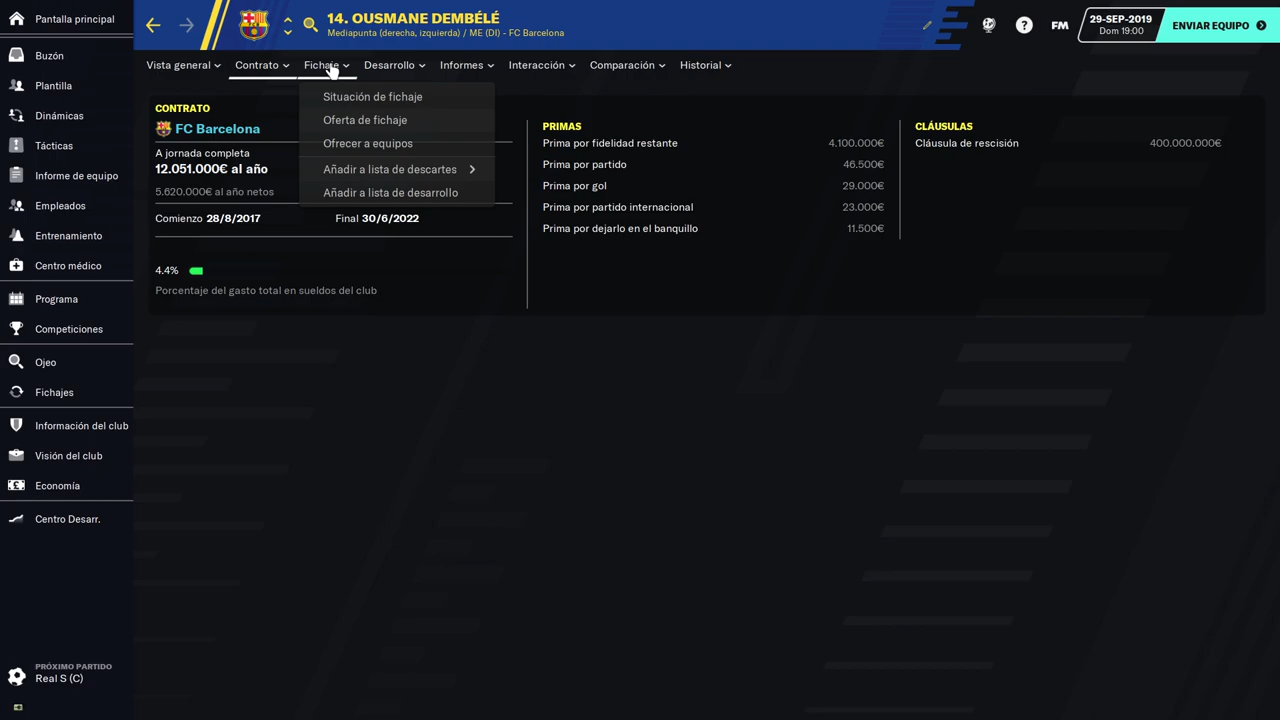 Pantalla principal
Buzón
Plantilla
Dinámicas
Tácticas
Informe de equipo
Empleados
Entrenamiento
Centro médico
Programa
Competiciones
Ojeo
Fichajes
Información del club
Visión del club
Economía
Centro Desarr.
PRÓXIMO PARTIDO
Real S (C)
14. OUSMANE DEMBÉLÉ
Mediapunta (derecha, izquierda) / ME (DI) - FC Barcelona
FM
29-SEP-2019
Dom 19:00
ENVIAR EQUIPO
Vista general
Contrato
Fichaje
Desarrollo
Informes
Interacción
Comparación
Historial
Situación de fichaje
Oferta de fichaje
Ofrecer a equipos
Añadir a lista de descartes
Añadir a lista de desarrollo
CONTRATO
FC Barcelona
A jornada completa
12.051.000€ al año
5.620.000€ al año netos
Comienzo 28/8/2017 Final 30/6/2022
4.4%
Porcentaje del gasto total en sueldos del club
PRIMAS
Prima por fidelidad restante 4.100.000€
Prima por partido 46.500€
Prima por gol 29.000€
Prima por partido internacional 23.000€
Prima por dejarlo en el banquillo 11.500€
CLÁUSULAS
Cláusula de rescisión 400.000.000€